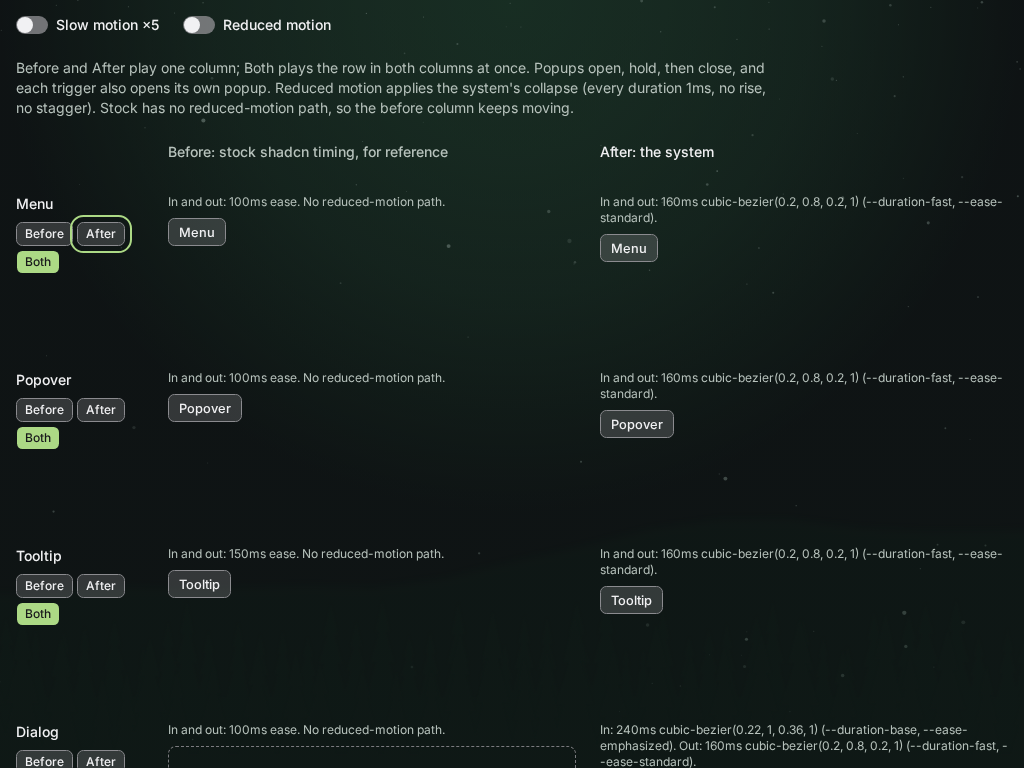 Slow motion ×5 Reduced motion
Before and After play one column; Both plays the row in both columns at once. Popups open, hold, then close, and
each trigger also opens its own popup. Reduced motion applies the system's collapse (every duration 1ms, no rise,
no stagger). Stock has no reduced-motion path, so the before column keeps moving.
Before: stock shadcn timing, for reference
After: the system
Menu
Before After
Both
In and out: 100ms ease. No reduced-motion path.
Menu
In and out: 160ms cubic-bezier(0.2, 0.8, 0.2, 1) (--duration-fast, --ease-
standard).
Menu
Popover
Before After
Both
In and out: 100ms ease. No reduced-motion path.
Popover
In and out: 160ms cubic-bezier(0.2, 0.8, 0.2, 1) (--duration-fast, --ease-
standard).
Popover
Tooltip
Before After
Both
In and out: 150ms ease. No reduced-motion path.
Tooltip
In and out: 160ms cubic-bezier(0.2, 0.8, 0.2, 1) (--duration-fast, --ease-
standard).
Tooltip
Dialog
Before After
In and out: 100ms ease. No reduced-motion path.
In: 240ms cubic-bezier(0.22, 1, 0.36, 1) (--duration-base, --ease-
emphasized). Out: 160ms cubic-bezier(0.2, 0.8, 0.2, 1) (--duration-fast, -
-ease-standard).